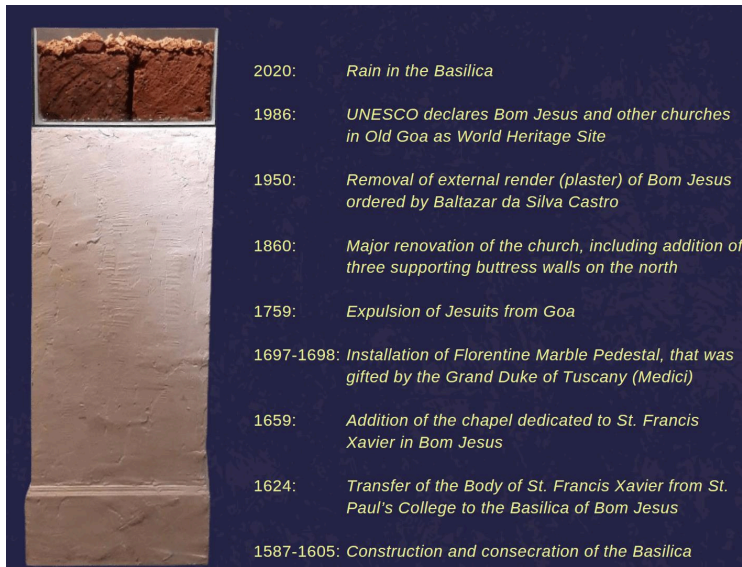 2020: Rain in the Basilica
1986: UNESCO declares Bom Jesus and other churches
in Old Goa as World Heritage Site
1950: Removal of external render (plaster) of Bom Jesus
ordered by Baltazar da Silva Castro
1860: Major renovation of the church, including addition of
three supporting buttress walls on the north
1759: Expulsion of Jesuits from Goa
1697-1698: Installation of Florentine Marble Pedestal, that was
gifted by the Grand Duke of Tuscany (Medici)
1659: Addition of the chapel dedicated to St. Francis
Xavier in Bom Jesus
1624: Transfer of the Body of St. Francis Xavier from St.
Paul's College to the Basilica of Bom Jesus
1587-1605: Construction and consecration of the Basilica